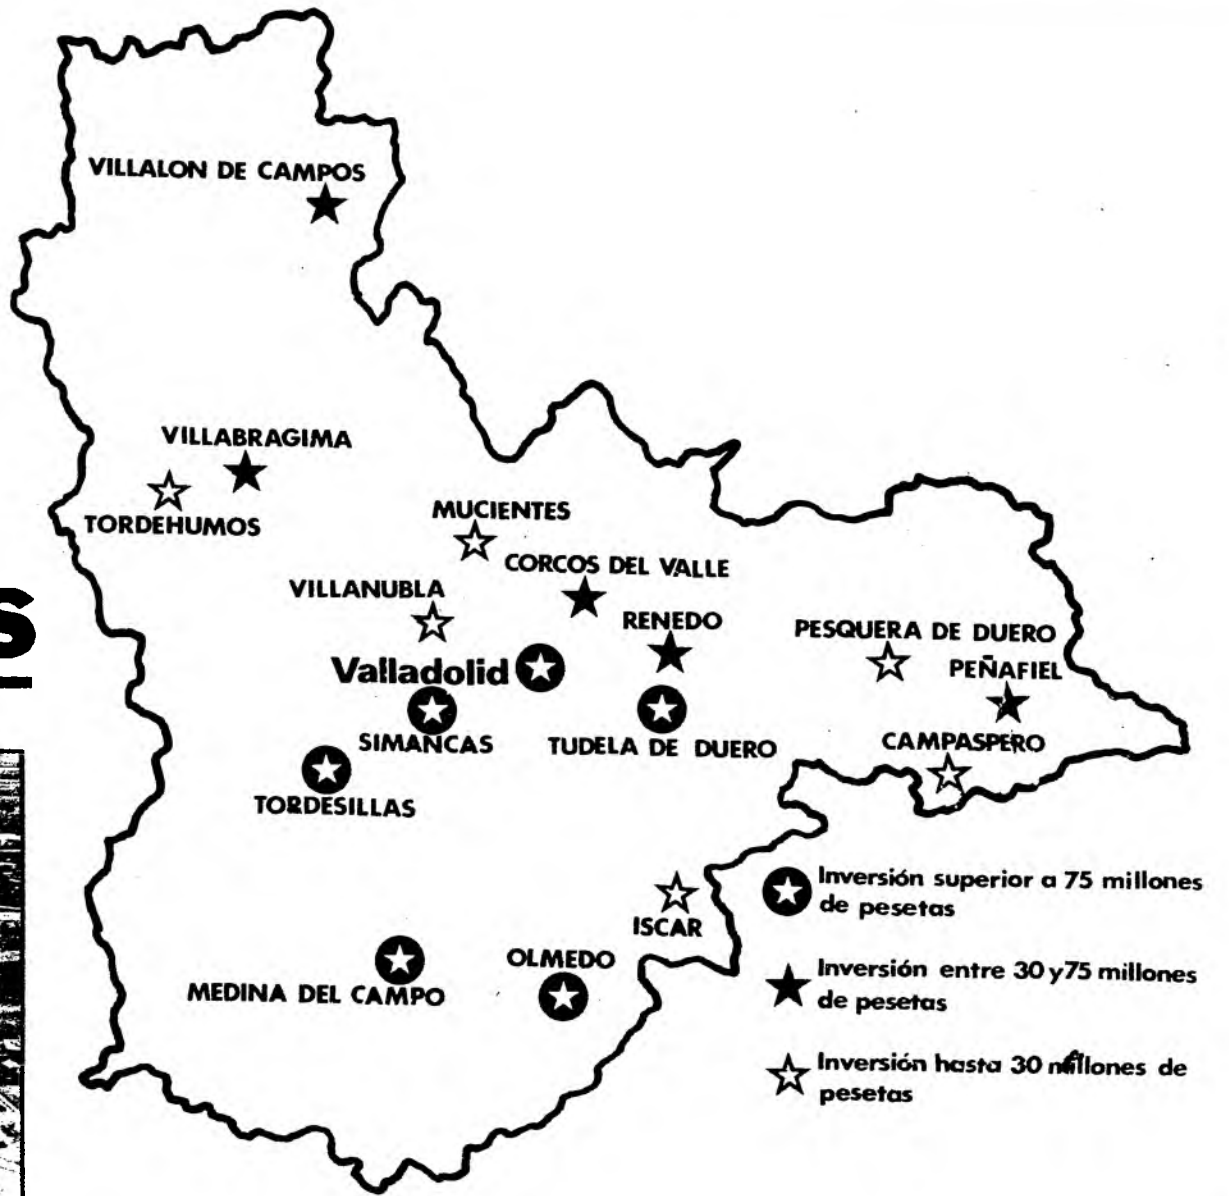 VILLALON DE CAMPOS
VILLABRAGIMA
TORDEHUMOS
MUCIENTES
CORCOS DEL VALLE
VILLANUBLA
RENEDO
S
PESQUERA DE DUERO
Valladolid
PEÑAFIEL
SIMANCAS
TUDELA DE DUERO
CAMPASPERO
TORDESILLAS
Inversión superior a 75 millones
de pesetas
ISCAR
OLMEDO
MEDINA DEL CAMPO
Inversión entre 30 y 75 millones
de pesetas
Inversión hasta 30 millones de
pesetas